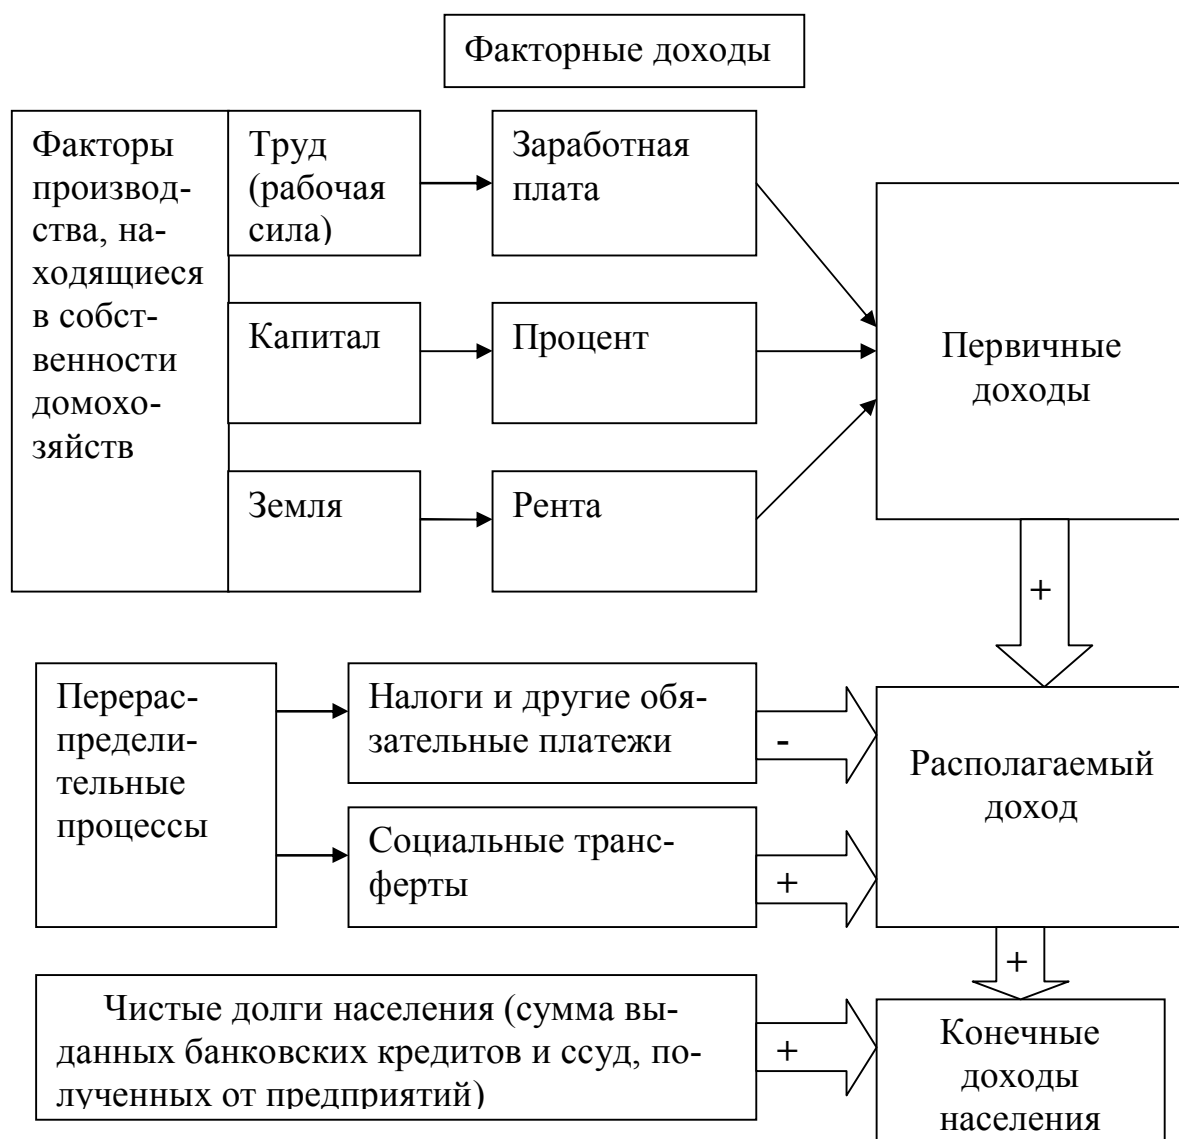 Факторные доходы
Факторы
производ-
ства, на-
ходящиеся
в собст-
венности
домохо-
зяйств
Труд
(рабочая
сила)
Заработная
плата
Капитал
Процент
Земля
Рента
Первичные
доходы
+
Перерас-
предели-
тельные
процессы
Налоги и другие обя-
зательные платежи
-
Социальные транс-
ферты
+
Располагаемый
доход
+
Чистые долги населения (сумма вы-
данных банковских кредитов и ссуд, по-
лученных от предприятий)
+
Конечные
доходы
населения